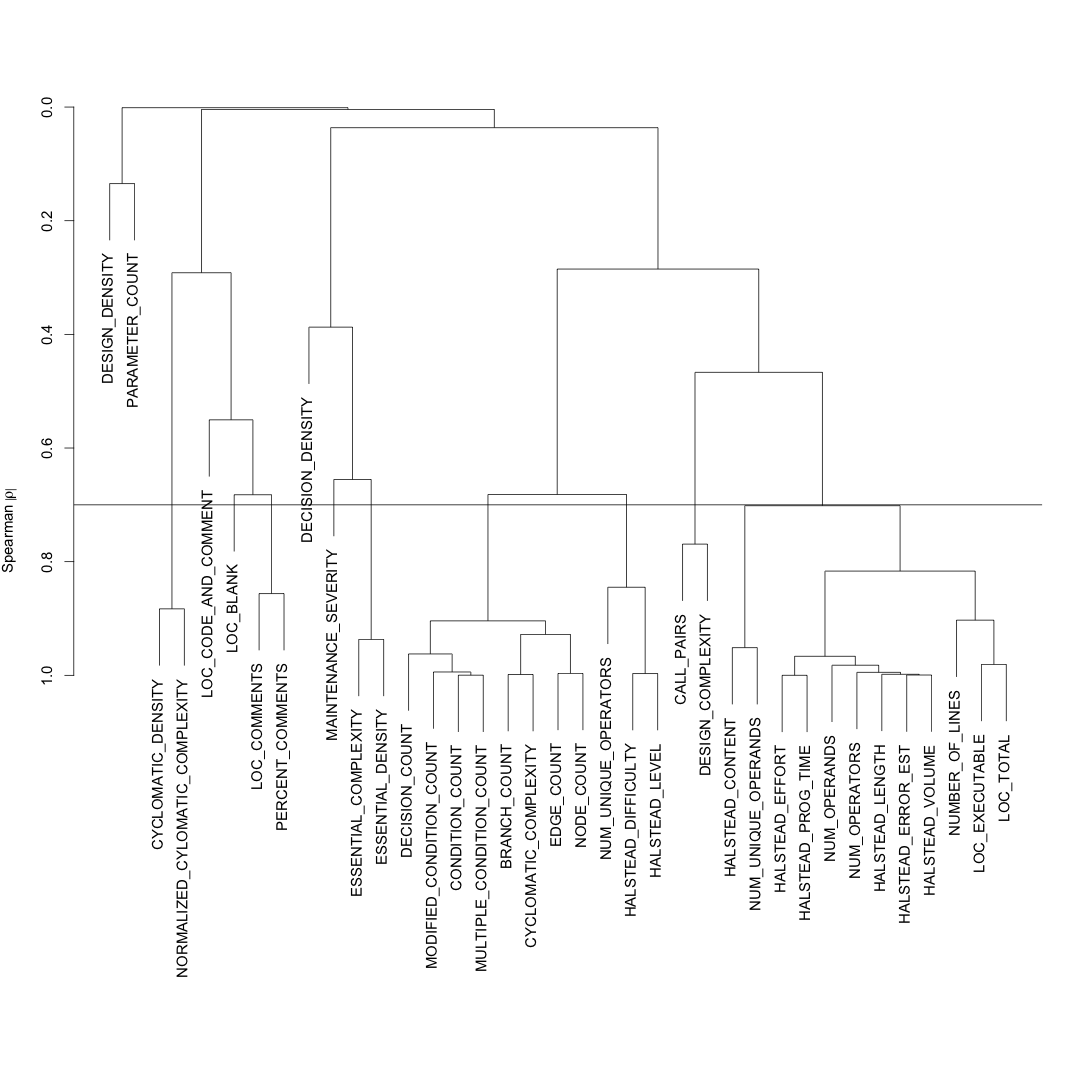 Spearman |ρ|
0.0
0.2
0.4
0.6
0.8
1.0
DESIGN_DENSITY
PARAMETER_COUNT
CYCLOMATIC_DENSITY
NORMALIZED_CYLOMATIC_COMPLEXITY
LOC_CODE_AND_COMMENT
LOC_BLANK
LOC_COMMENTS
PERCENT_COMMENTS
DECISION_DENSITY
MAINTENANCE_SEVERITY
ESSENTIAL_COMPLEXITY
ESSENTIAL_DENSITY
DECISION_COUNT
MODIFIED_CONDITION_COUNT
CONDITION_COUNT
MULTIPLE_CONDITION_COUNT
BRANCH_COUNT
CYCLOMATIC_COMPLEXITY
EDGE_COUNT
NODE_COUNT
NUM_UNIQUE_OPERATORS
HALSTEAD_DIFFICULTY
HALSTEAD_LEVEL
CALL_PAIRS
DESIGN_COMPLEXITY
HALSTEAD_CONTENT
NUM_UNIQUE_OPERANDS
HALSTEAD_EFFORT
HALSTEAD_PROG_TIME
NUM_OPERANDS
NUM_OPERATORS
HALSTEAD_LENGTH
HALSTEAD_ERROR_EST
HALSTEAD_VOLUME
NUMBER_OF_LINES
LOC_EXECUTABLE
LOC_TOTAL